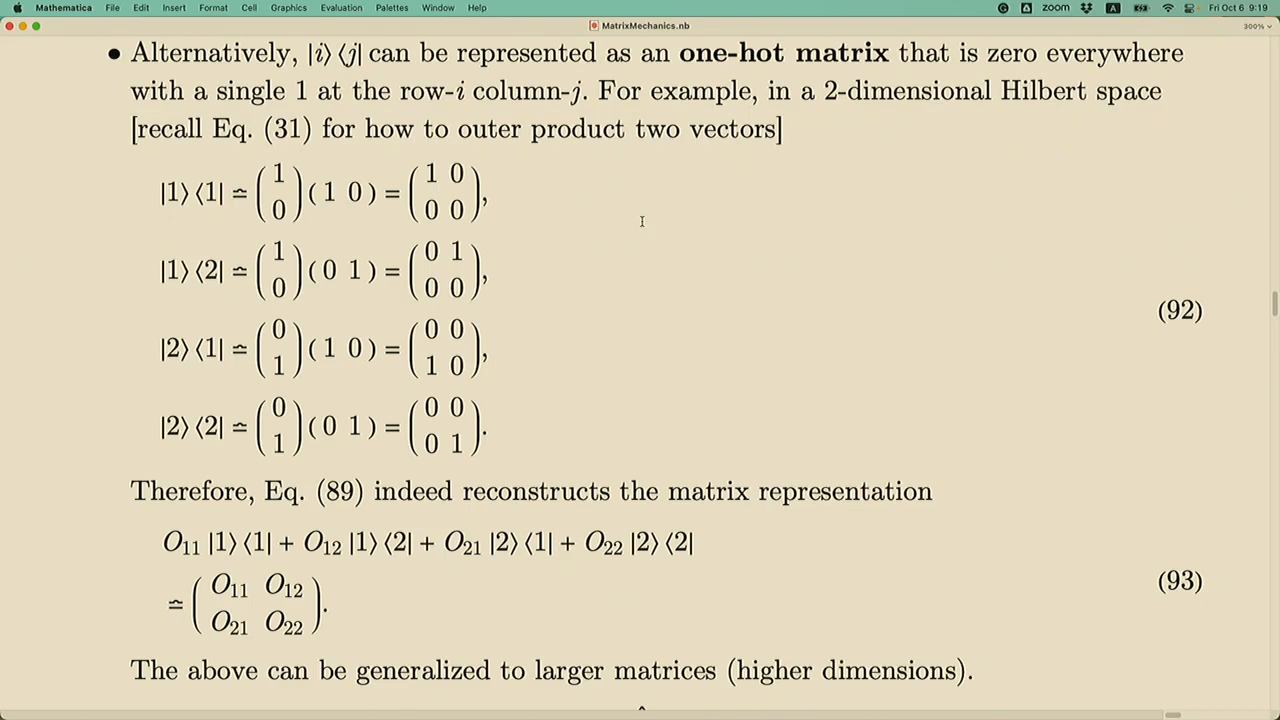 Mathematica File Edit Insert Format Cell Graphics Evaluation Palettes Window Help zoom A Fri Oct 6 9:19
MatrixMechanics.nb 300%
• Alternatively, |i⟩⟨j| can be represented as an one-hot matrix that is zero everywhere
with a single 1 at the row-i column-j. For example, in a 2-dimensional Hilbert space
[recall Eq. (31) for how to outer product two vectors]
|1⟩⟨1| ≏ (1 0) (1 0) = (1 0 0 0),
|1⟩⟨2| ≏ (1 0) (0 1) = (0 1 0 0),
(92)
|2⟩⟨1| ≏ (0 1) (1 0) = (0 0 1 0),
|2⟩⟨2| ≏ (0 1) (0 1) = (0 0 0 1).
Therefore, Eq. (89) indeed reconstructs the matrix representation
O₁₁ |1⟩⟨1| + O₁₂ |1⟩⟨2| + O₂₁ |2⟩⟨1| + O₂₂ |2⟩⟨2|
(93)
≏ (O₁₁ O₁₂ O₂₁ O₂₂).
The above can be generalized to larger matrices (higher dimensions).